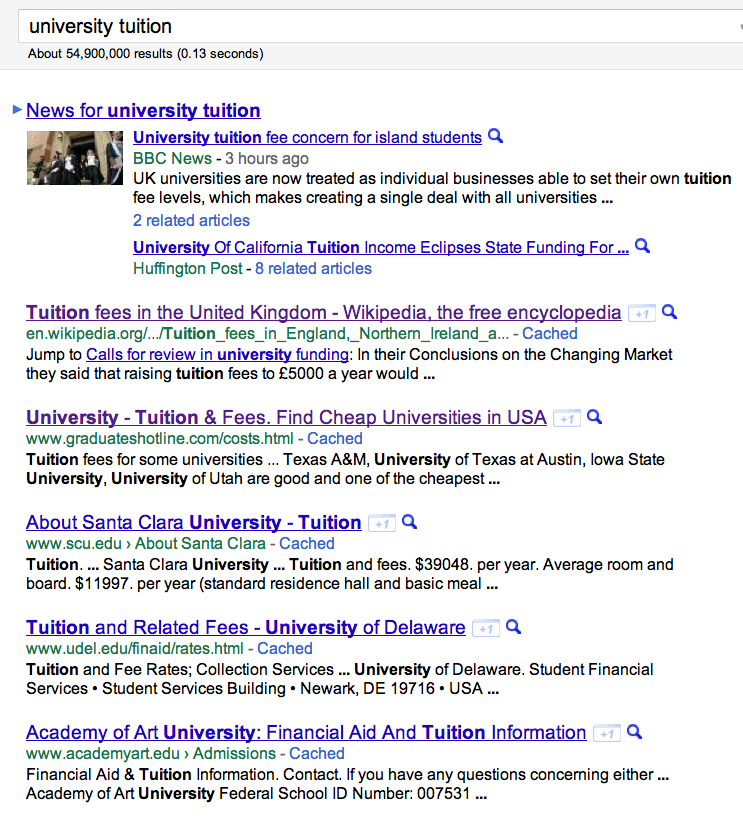 university tuition
About 54,900,000 results (0.13 seconds)
News for university tuition
University tuition fee concern for island students
BBC News - 3 hours ago
UK universities are now treated as individual businesses able to set their own tuition
fee levels, which makes creating a single deal with all universities ...
2 related articles
University Of California Tuition Income Eclipses State Funding For ...
Huffington Post - 8 related articles
Tuition fees in the United Kingdom - Wikipedia, the free encyclopedia +1
en.wikipedia.org/.../Tuition_fees_in_England,_Northern_Ireland_a... - Cached
Jump to Calls for review in university funding: In their Conclusions on the Changing Market
they said that raising tuition fees to £5000 a year would ...
University - Tuition & Fees. Find Cheap Universities in USA +1
www.graduateshotline.com/costs.html - Cached
Tuition fees for some universities ... Texas A&M, University of Texas at Austin, Iowa State
University, University of Utah are good and one of the cheapest ...
About Santa Clara University - Tuition +1
www.scu.edu › About Santa Clara - Cached
Tuition. ... Santa Clara University ... Tuition and fees. $39048. per year. Average room and
board. $11997. per year (standard residence hall and basic meal ...
Tuition and Related Fees - University of Delaware +1
www.udel.edu/finaid/rates.html - Cached
Tuition and Fee Rates; Collection Services ... University of Delaware. Student Financial
Services • Student Services Building • Newark, DE 19716 • USA ...
Academy of Art University: Financial Aid And Tuition Information +1
www.academyart.edu › Admissions - Cached
Financial Aid & Tuition Information. Contact. If you have any questions concerning either ...
Academy of Art University Federal School ID Number: 007531 ...